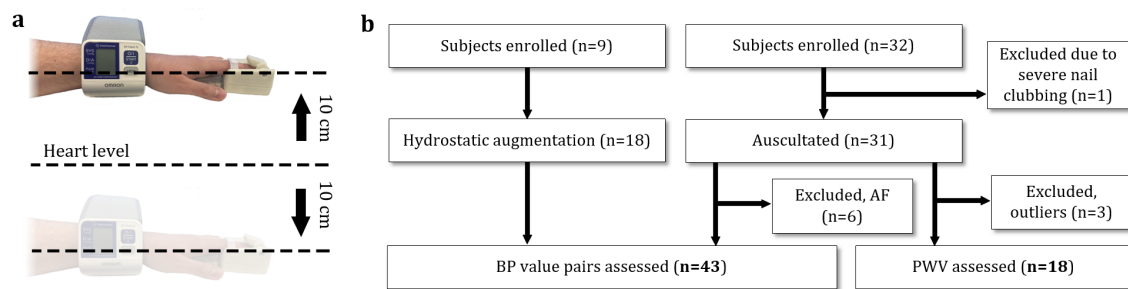 a
OMRON
10 cm
Heart level
10 cm
b
Subjects enrolled (n=9)
Subjects enrolled (n=32)
Excluded due to
severe nail
clubbing (n=1)
Hydrostatic augmentation (n=18)
Auscultated (n=31)
Excluded, AF
(n=6)
Excluded,
outliers (n=3)
BP value pairs assessed (n=43)
PWV assessed (n=18)